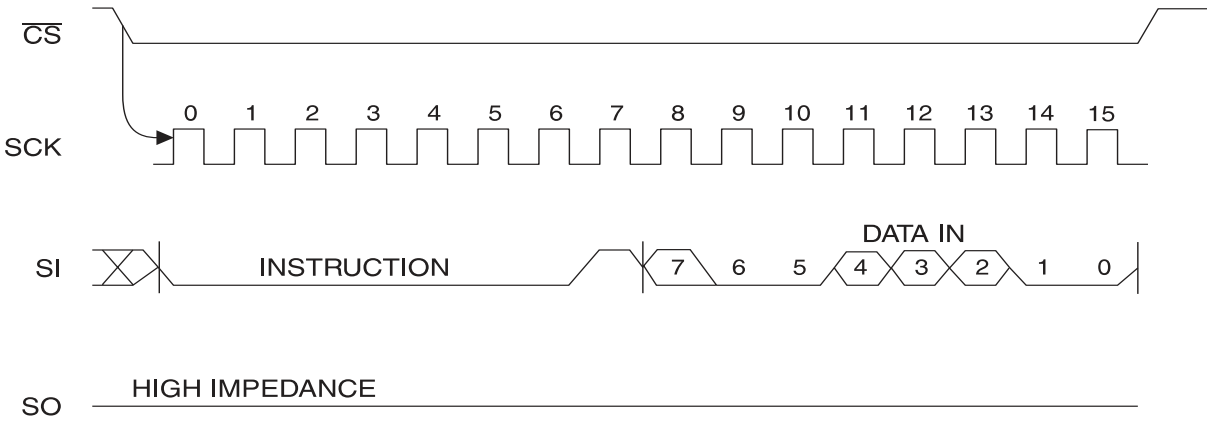 C̅S̅
0 1 2 3 4 5 6 7 8 9 10 11 12 13 14 15
SCK
DATA IN
SI INSTRUCTION 7 6 5 4 3 2 1 0
HIGH IMPEDANCE
SO